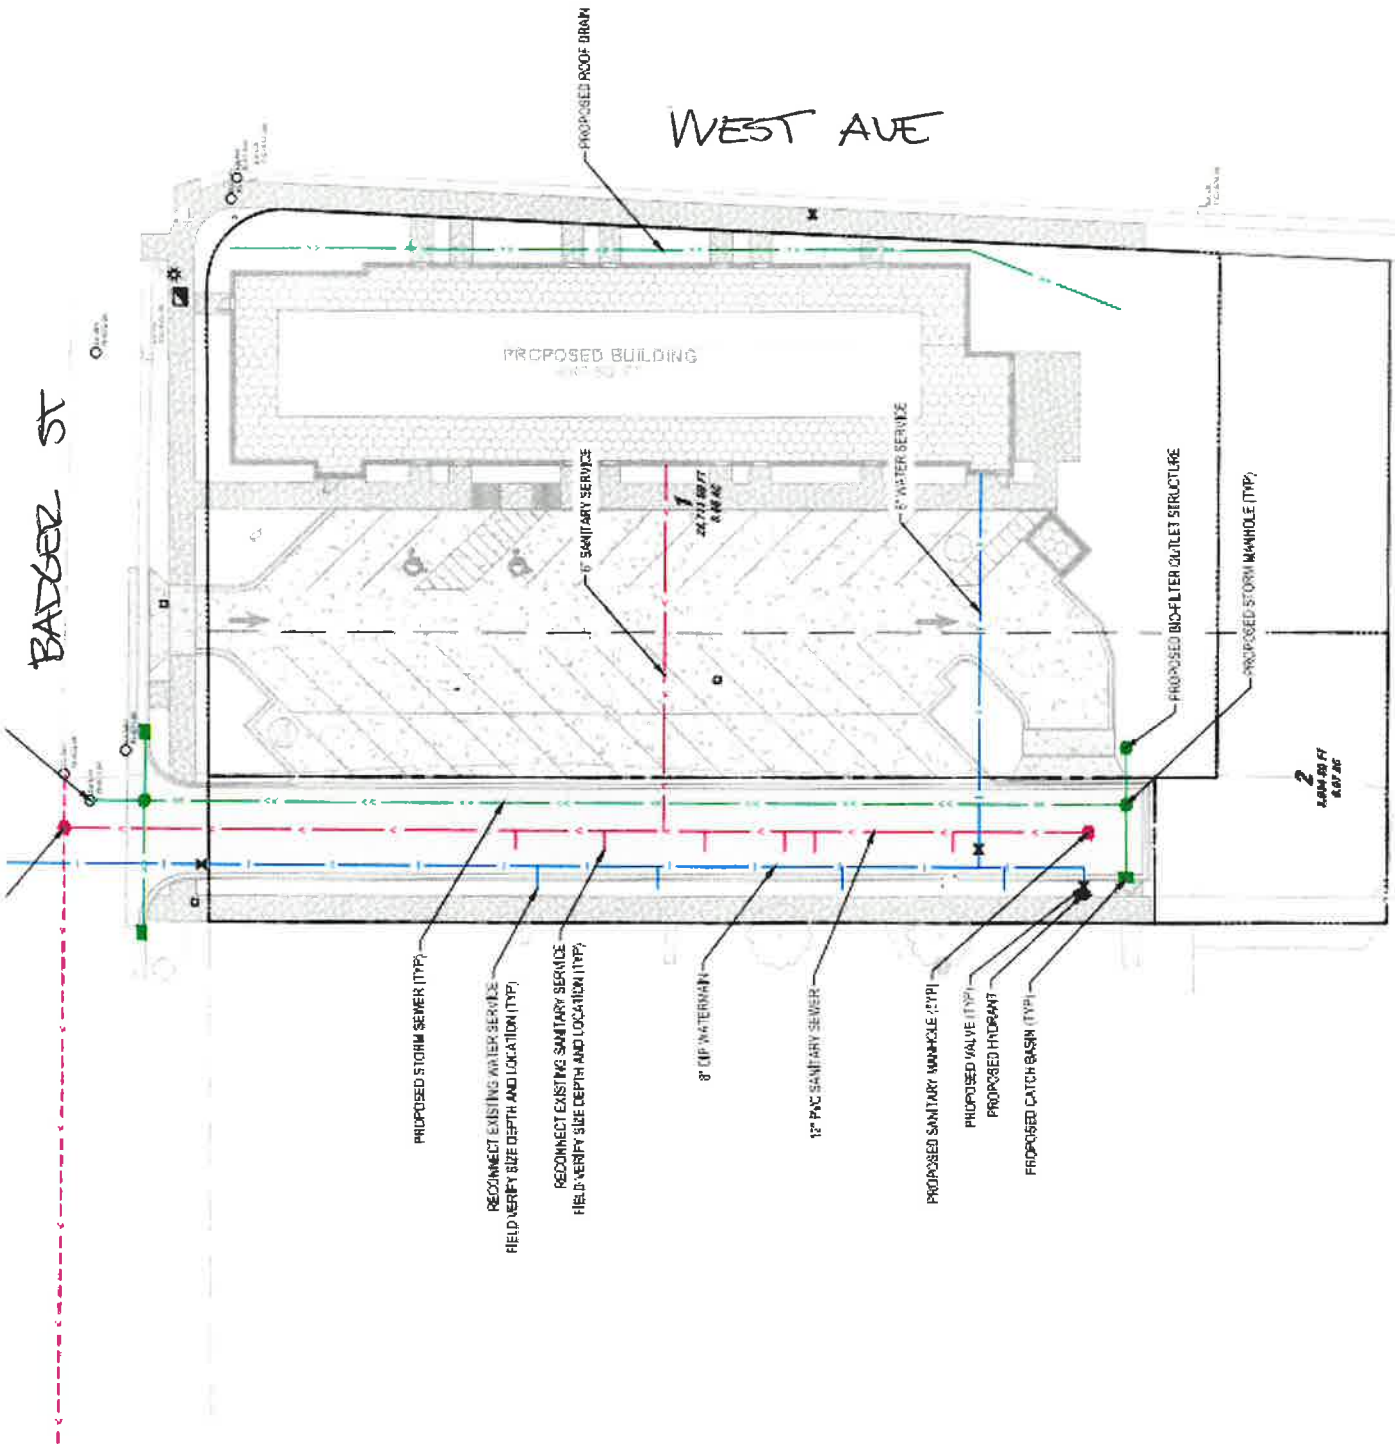 WEST AVE
BADGER ST
PROPOSED ROOF DRAIN
PROPOSED BUILDING
6" SANITARY SERVICE
1
6" WATER SERVICE
PROPOSED BIO-FILTER OUTLET STRUCTURE
PROPOSED STORM MANHOLE (TYP)
2
PROPOSED STORM SEWER (TYP)
RECONNECT EXISTING WATER SERVICE
FIELD VERIFY SIZE DEPTH AND LOCATION (TYP)
RECONNECT EXISTING SANITARY SERVICE
FIELD VERIFY SIZE DEPTH AND LOCATION (TYP)
8" DIP WATERMAIN
12" PVC SANITARY SEWER
PROPOSED SANITARY MANHOLE (TYP)
PROPOSED VALVE (TYP)
PROPOSED HYDRANT
PROPOSED CATCH BASIN (TYP)